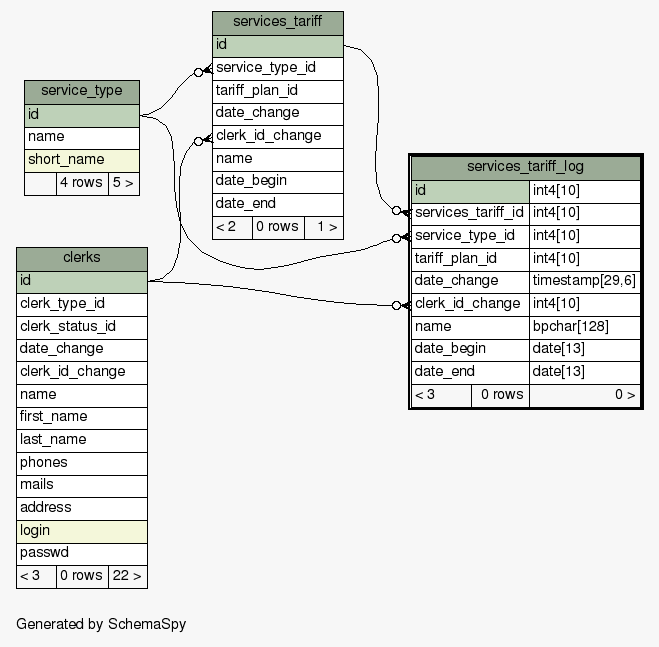 services_tariff
id
service_type_id
tariff_plan_id
date_change
clerk_id_change
name
date_begin
date_end
< 2 0 rows 1 >
service_type
id
name
short_name
4 rows 5 >
services_tariff_log
id int4[10]
services_tariff_id int4[10]
service_type_id int4[10]
tariff_plan_id int4[10]
date_change timestamp[29,6]
clerk_id_change int4[10]
name bpchar[128]
date_begin date[13]
date_end date[13]
< 3 0 rows 0 >
clerks
id
clerk_type_id
clerk_status_id
date_change
clerk_id_change
name
first_name
last_name
phones
mails
address
login
passwd
< 3 0 rows 22 >
Generated by SchemaSpy